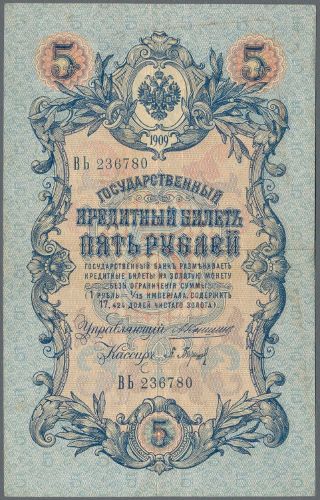 5 5
1909
ВЬ 236780
ГОСУДАРСТВЕННЫЙ
КРЕДИТНЫЙ БИЛЕТЪ
ПЯТЬ РУБЛЕЙ
ГОСУДАРСТВЕННЫЙ БАНКЪ РАЗМѢНИВАЕТЪ
КРЕДИТНЫЕ БИЛЕТЫ НА ЗОЛОТУЮ МОНЕТУ
БЕЗЪ ОГРАНИЧЕНІЯ СУММЫ
(1 РУБЛЬ = 1/15 ИМПЕРІАЛА, СОДЕРЖИТЪ
17,424 ДОЛЕЙ ЧИСТАГО ЗОЛОТА)
Управляющій
Кассиръ
ВЬ 236780
5